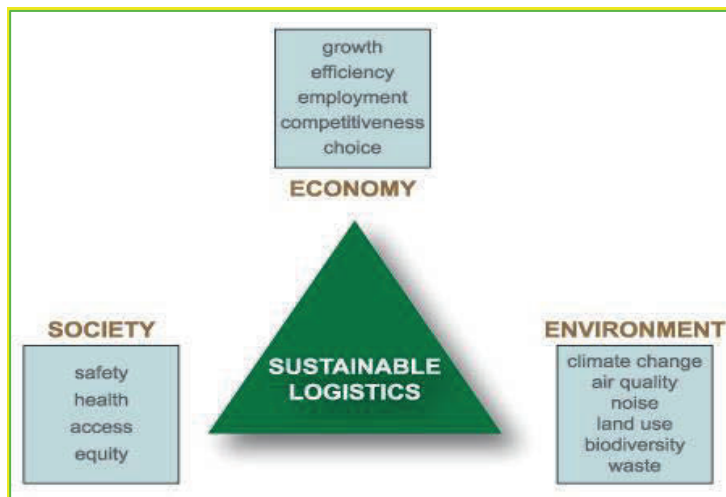 growth
efficiency
employment
competitiveness
choice
ECONOMY
SOCIETY
safety
health
access
equity
SUSTAINABLE
LOGISTICS
ENVIRONMENT
climate change
air quality
noise
land use
biodiversity
waste